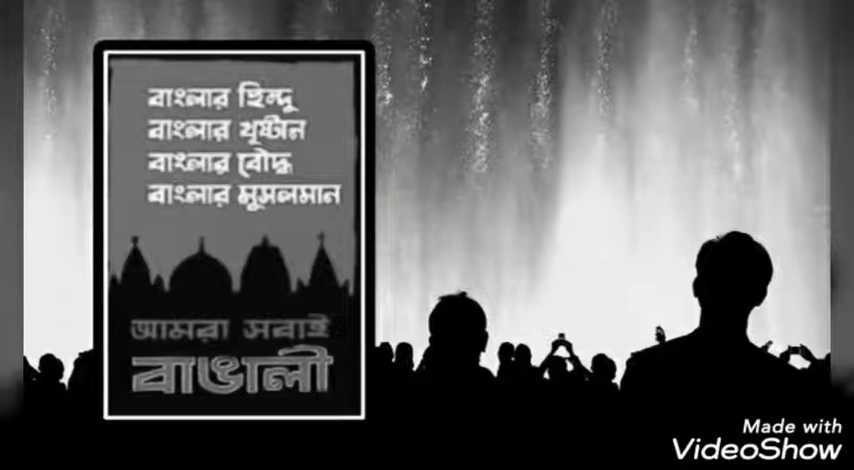 বাংলার হিন্দু
বাংলার খৃষ্টান
বাংলার বৌদ্ধ
বাংলার মুসলমান
আমরা সবাই
বাঙালী
Made with
VideoShow